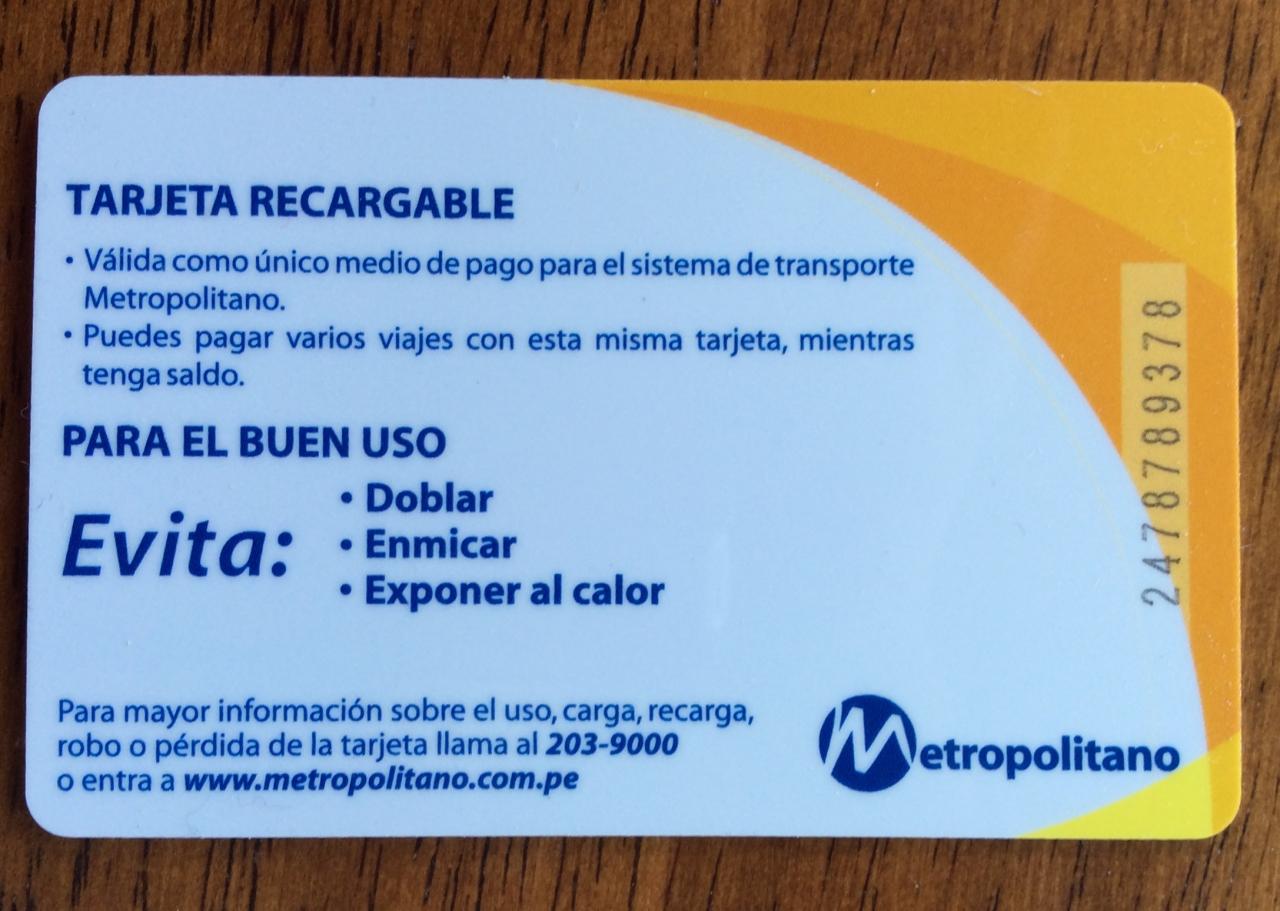 TARJETA RECARGABLE
• Válida como único medio de pago para el sistema de transporte
Metropolitano.
• Puedes pagar varios viajes con esta misma tarjeta, mientras
tenga saldo.
PARA EL BUEN USO
Evita:
• Doblar
• Enmicar
• Exponer al calor
Para mayor información sobre el uso, carga, recarga,
robo o pérdida de la tarjeta llama al 203-9000
o entra a www.metropolitano.com.pe
Metropolitano
2478789378